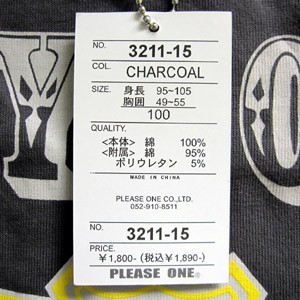 NO. 3211-15
COL. CHARCOAL
SIZE. 身長 95~105
胸囲 49~55
100
QUALITY.
<本体> 綿 100%
<附属> 綿 95%
ポリウレタン 5%
MADE IN CHINA
PLEASE ONE CO.,LTD.
052-910-8511
NO. 3211-15
PRICE.
¥1,800-(税込¥1,890-)
PLEASE ONE®